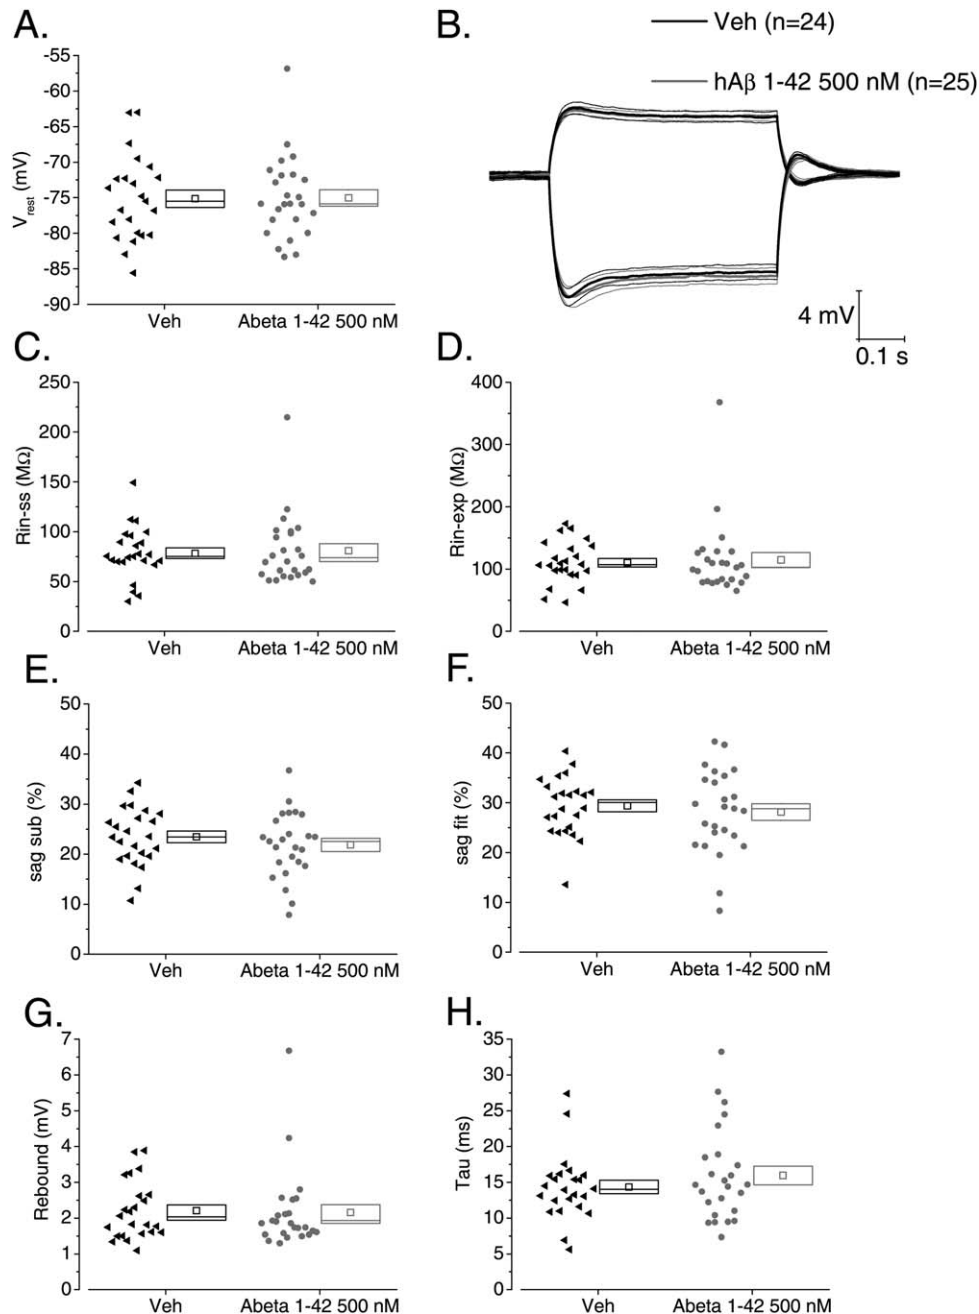 A.
-55
-60
-65
-70
-75
-80
-85
-90
Vrest (mV)
Veh
Abeta 1-42 500 nM
B.
Veh (n=24)
hAβ 1-42 500 nM (n=25)
4 mV
0.1 s
C.
250
200
150
100
50
0
Rin-ss (MΩ)
Veh
Abeta 1-42 500 nM
D.
400
300
200
100
0
Rin-exp (MΩ)
Veh
Abeta 1-42 500 nM
E.
50
40
30
20
10
0
sag sub (%)
Veh
Abeta 1-42 500 nM
F.
50
40
30
20
10
0
sag fit (%)
Veh
Abeta 1-42 500 nM
G.
7
6
5
4
3
2
1
0
Rebound (mV)
Veh
Abeta 1-42 500 nM
H.
35
30
25
20
15
10
5
0
Tau (ms)
Veh
Abeta 1-42 500 nM